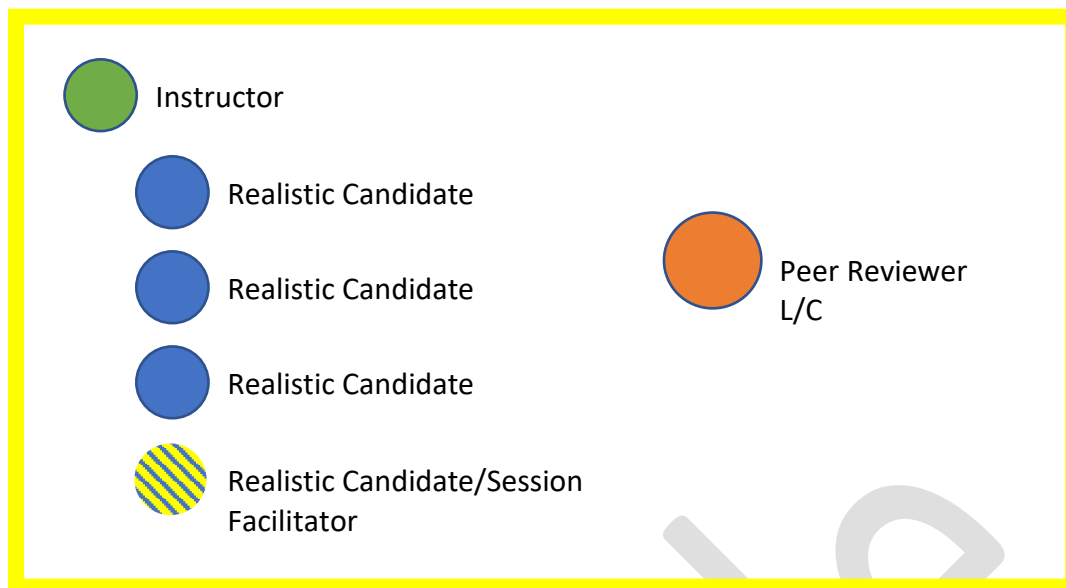 Instructor
Realistic Candidate
Realistic Candidate
Peer Reviewer
L/C
Realistic Candidate
Realistic Candidate/Session
Facilitator